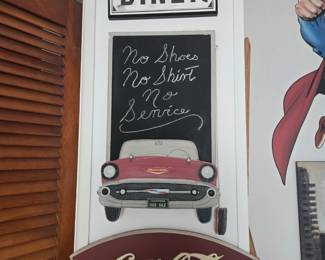 DINER
No Shoes
No Shirt
No
Service